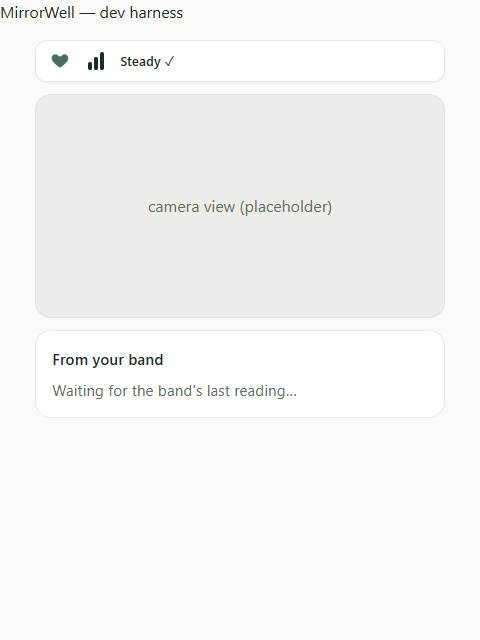 MirrorWell — dev harness
Steady ✓
camera view (placeholder)
From your band
Waiting for the band's last reading...